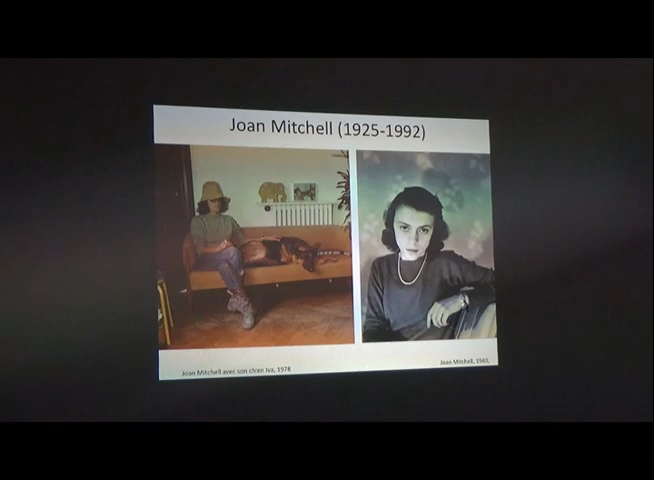 Joan Mitchell (1925-1992)
Joan Mitchell avec son chien Iva, 1978
Joan Mitchell, 1940,